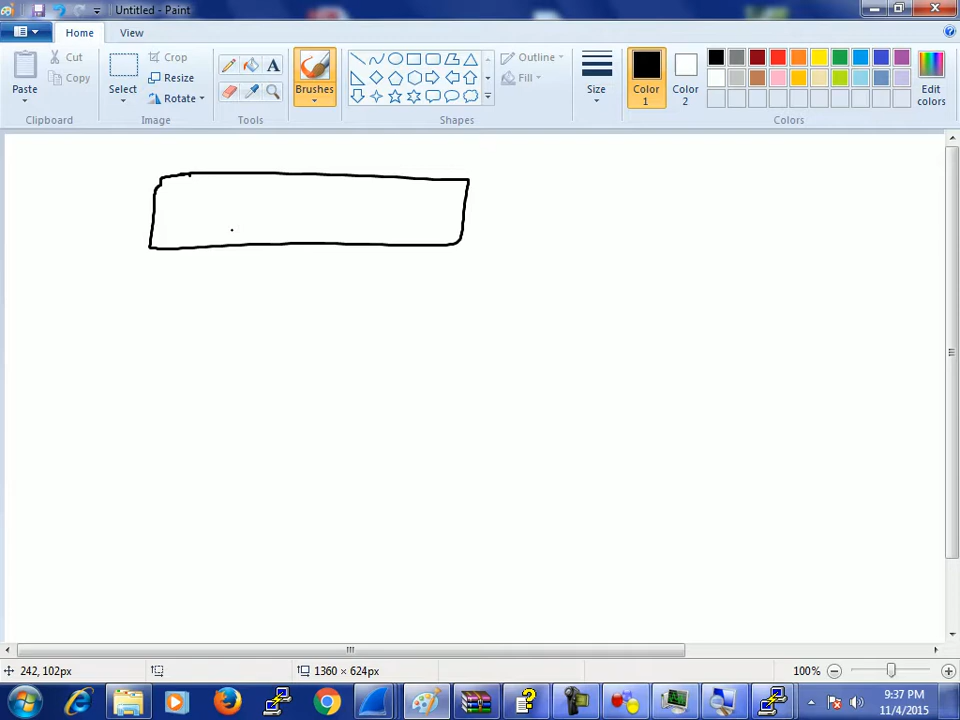 Untitled - Paint
Home
View
Paste
Cut
Copy
Clipboard
Select
Crop
Resize
Rotate
Image
A
Tools
Brushes
Outline
Fill
Shapes
Size
Color 1
Color 2
Edit colors
Colors
242, 102px
1360 × 624px
100%
9:37 PM
11/4/2015